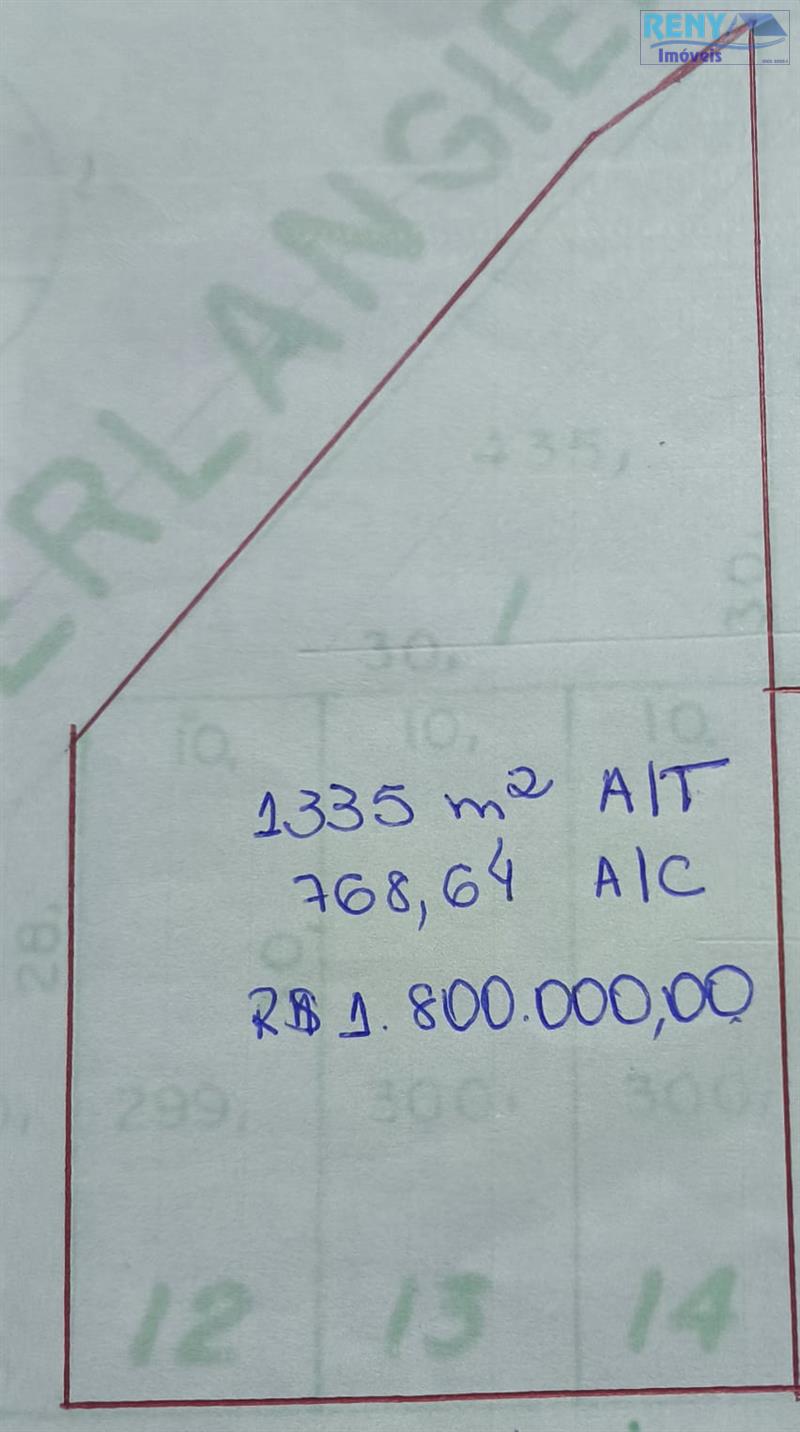 RENY
Imóveis
ERLANGIE
435,
30,
30,
10,
10,
10,
1335 m² A/T
768,64 A/C
28,
R$ 1.800.000,00
299,
300,
300,
12
13
14